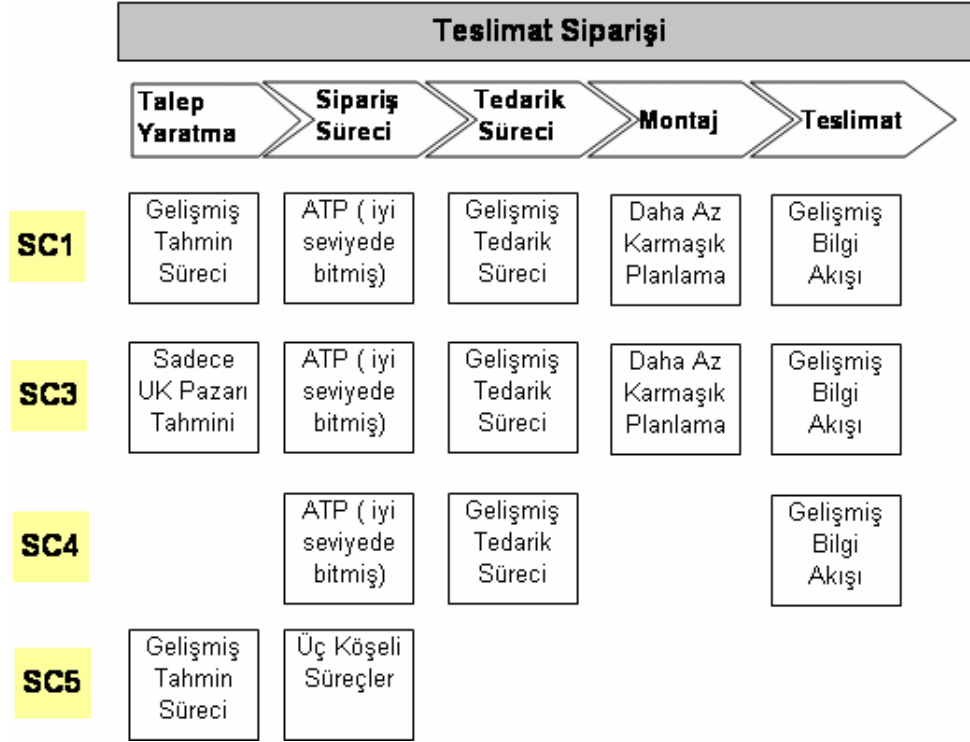 Teslimat Siparişi
Talep
Yaratma
Sipariş
Süreci
Tedarik
Süreci
Montaj
Teslimat
SC1
Gelişmiş
Tahmin
Süreci
ATP ( iyi
seviyede
bitmiş)
Gelişmiş
Tedarik
Süreci
Daha Az
Karmaşık
Planlama
Gelişmiş
Bilgi
Akışı
SC3
Sadece
UK Pazarı
Tahmini
ATP ( iyi
seviyede
bitmiş)
Gelişmiş
Tedarik
Süreci
Daha Az
Karmaşık
Planlama
Gelişmiş
Bilgi
Akışı
SC4
ATP ( iyi
seviyede
bitmiş)
Gelişmiş
Tedarik
Süreci
Gelişmiş
Bilgi
Akışı
SC5
Gelişmiş
Tahmin
Süreci
Üç Köşeli
Süreçler